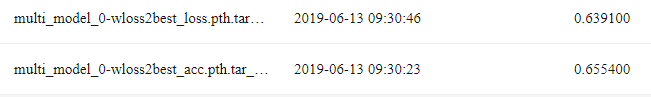 multi_model_0-wloss2best_loss.pth.tar... 2019-06-13 09:30:46 0.639100
multi_model_0-wloss2best_acc.pth.tar_... 2019-06-13 09:30:23 0.655400